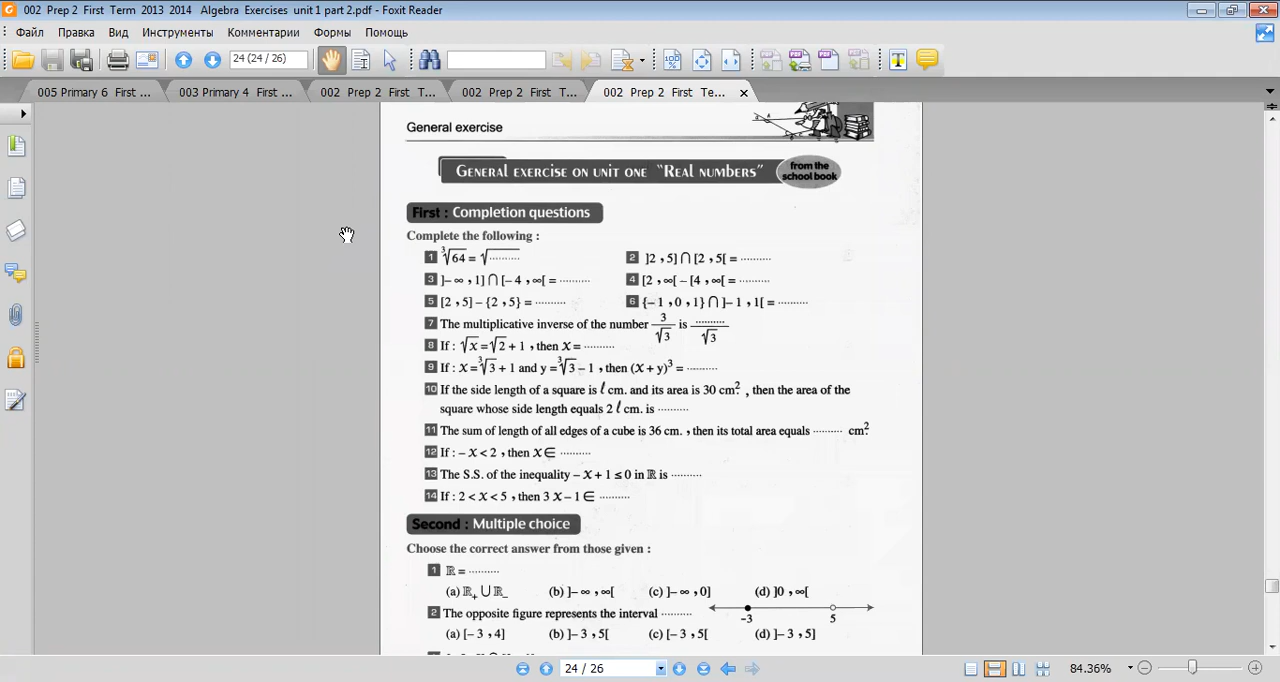 002 Prep 2 First Term 2013 2014 Algebra Exercises unit 1 part 2.pdf - Foxit Reader
Файл Правка Вид Инструменты Комментарии Формы Помощь
24 (24 / 26)
005 Primary 6 First ... 003 Primary 4 First ... 002 Prep 2 First T... 002 Prep 2 First T... 002 Prep 2 First Te...
General exercise
GENERAL EXERCISE ON UNIT ONE "REAL NUMBERS" from the school book
First : Completion questions
Complete the following :
1 ∛64 = √..........
2 ]2 , 5] ∩ [2 , 5[ = ..........
3 ]– ∞ , 1] ∩ [– 4 , ∞[ = ..........
4 [2 , ∞[ – [4 , ∞[ = ..........
5 [2 , 5] – {2 , 5} = ..........
6 {– 1 , 0 , 1} ∩ ]– 1 , 1[ = ..........
7 The multiplicative inverse of the number 3/√3 is ........../√3
8 If : √x = √2 + 1 , then x = ..........
9 If : x = ∛3 + 1 and y = ∛3 – 1 , then (x + y)³ = ..........
10 If the side length of a square is ℓ cm. and its area is 30 cm². , then the area of the
square whose side length equals 2 ℓ cm. is ..........
11 The sum of length of all edges of a cube is 36 cm. , then its total area equals .......... cm².
12 If : – x < 2 , then x ∈ ..........
13 The S.S. of the inequality – x + 1 ≤ 0 in ℝ is ..........
14 If : 2 < x < 5 , then 3 x – 1 ∈ ..........
Second : Multiple choice
Choose the correct answer from those given :
1 ℝ = ..........
(a) ℝ₊ ∪ ℝ₋ (b) ]– ∞ , ∞[ (c) ]– ∞ , 0] (d) ]0 , ∞[
2 The opposite figure represents the interval ..........
–3 5
(a) [– 3 , 4] (b) ]– 3 , 5[ (c) [– 3 , 5[ (d) ]– 3 , 5]
24 / 26
84.36%